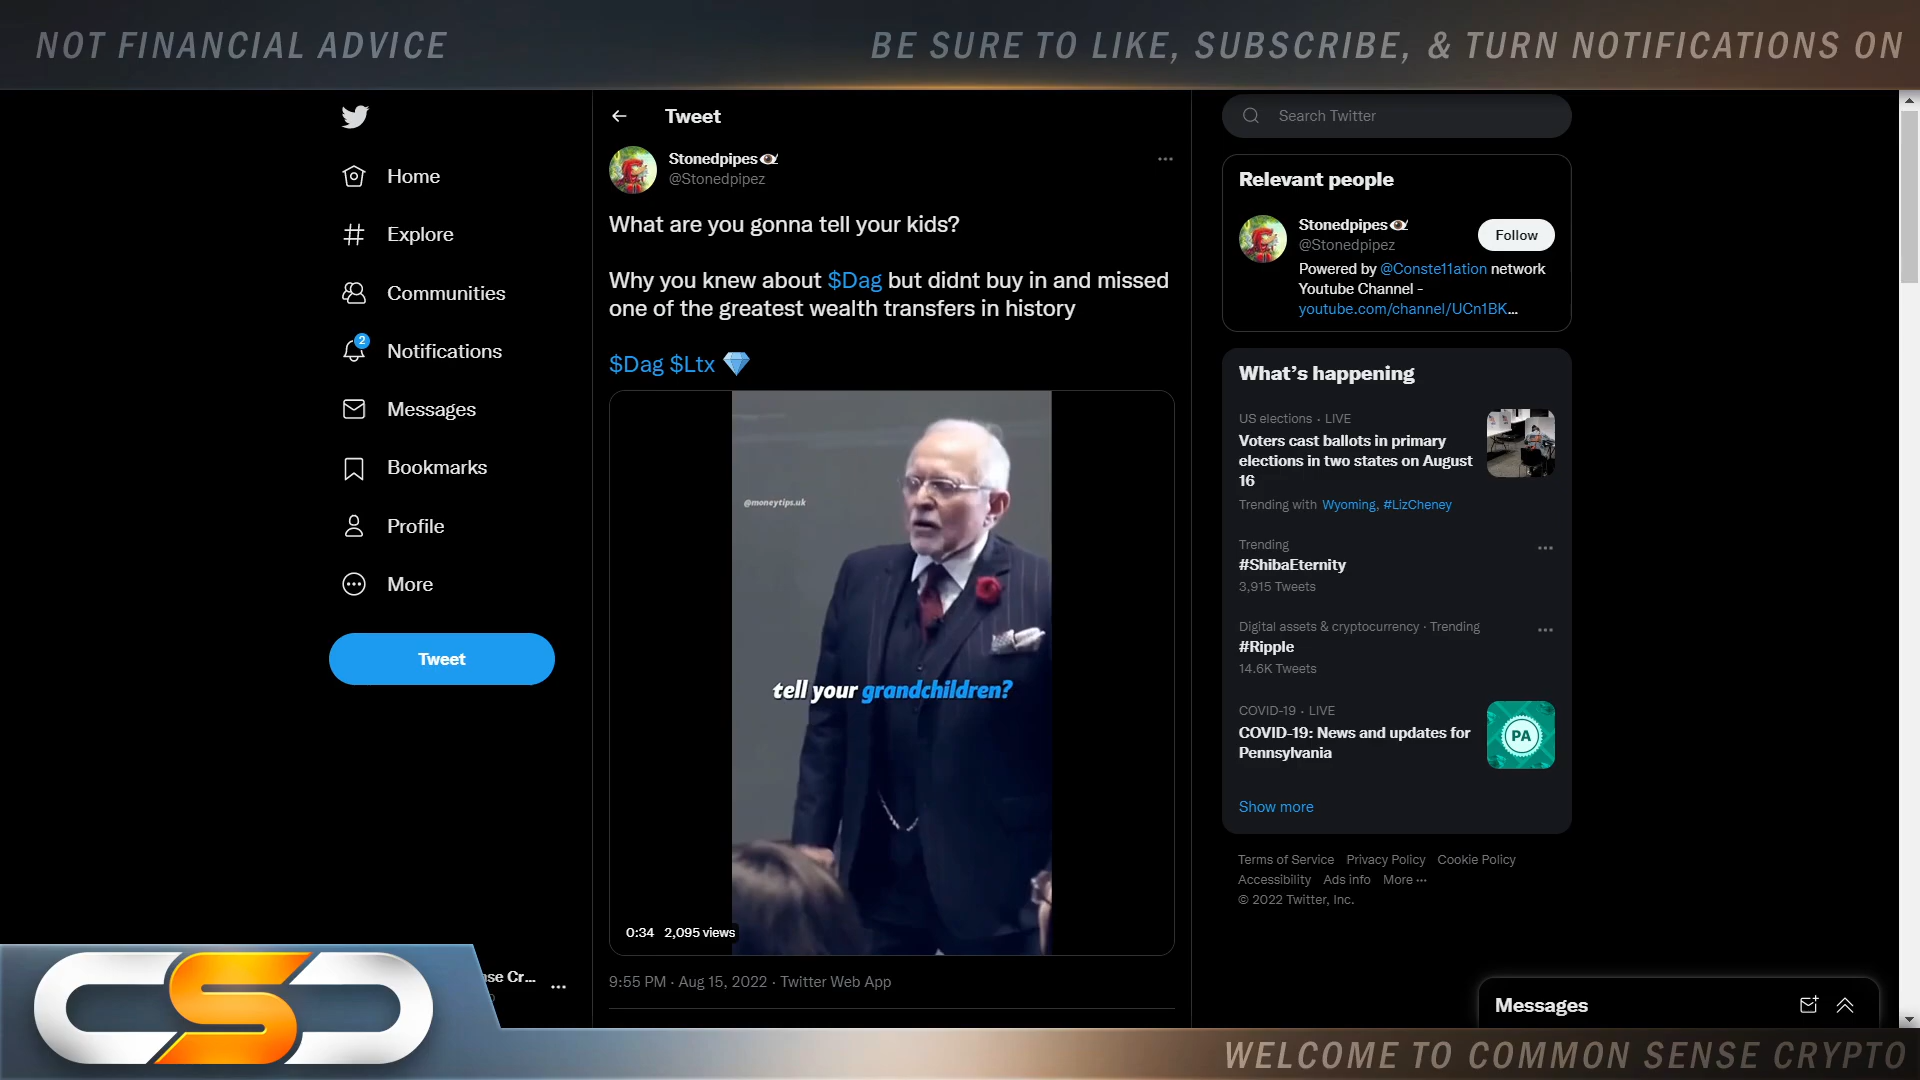 NOT FINANCIAL ADVICE
BE SURE TO LIKE, SUBSCRIBE, & TURN NOTIFICATIONS ON
Home
Explore
Communities
2
Notifications
Messages
Bookmarks
Profile
More
Tweet
se Cr...
Tweet
Stonedpipes
@Stonedpipez
What are you gonna tell your kids?
Why you knew about $Dag but didnt buy in and missed
one of the greatest wealth transfers in history
$Dag $Ltx
@moneytips.uk
tell your grandchildren?
0:34 2,095 views
9:55 PM · Aug 15, 2022 · Twitter Web App
Search Twitter
Relevant people
Stonedpipes
@Stonedpipez
Follow
Powered by @Conste11ation network
Youtube Channel -
youtube.com/channel/UCn1BK...
What's happening
US elections · LIVE
Voters cast ballots in primary
elections in two states on August
16
Trending with Wyoming, #LizCheney
Trending
#ShibaEternity
3,915 Tweets
Digital assets & cryptocurrency · Trending
#Ripple
14.6K Tweets
COVID-19 · LIVE
COVID-19: News and updates for
Pennsylvania
PA
Show more
Terms of Service Privacy Policy Cookie Policy
Accessibility Ads info More ···
© 2022 Twitter, Inc.
Messages
CSC
WELCOME TO COMMON SENSE CRYPTO